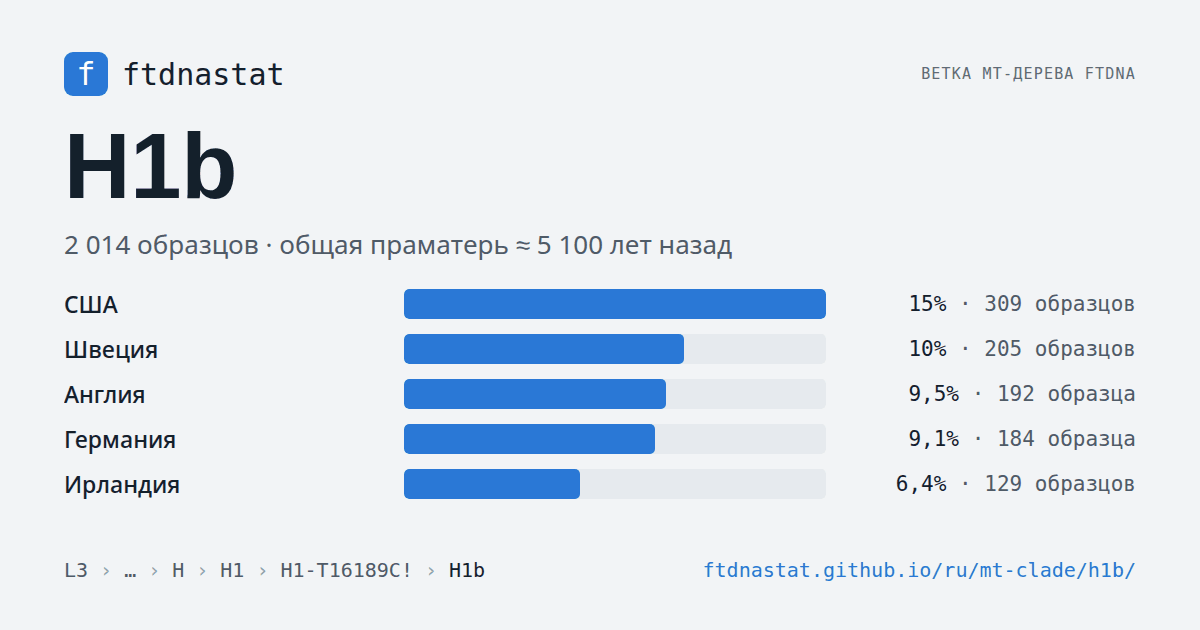 f ftdnastat
ВЕТКА МТ-ДЕРЕВА FTDNA
H1b
2 014 образцов · общая праматерь ≈ 5 100 лет назад
США 15% · 309 образцов
Швеция 10% · 205 образцов
Англия 9,5% · 192 образца
Германия 9,1% · 184 образца
Ирландия 6,4% · 129 образцов
L3 › … › H › H1 › H1-T16189C! › H1b
ftdnastat.github.io/ru/mt-clade/h1b/